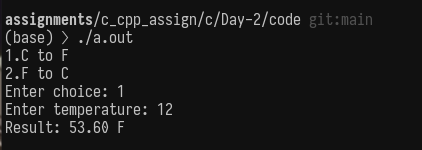 assignments/c_cpp_assign/c/Day-2/code git:main
(base) > ./a.out
1.C to F
2.F to C
Enter choice: 1
Enter temperature: 12
Result: 53.60 F